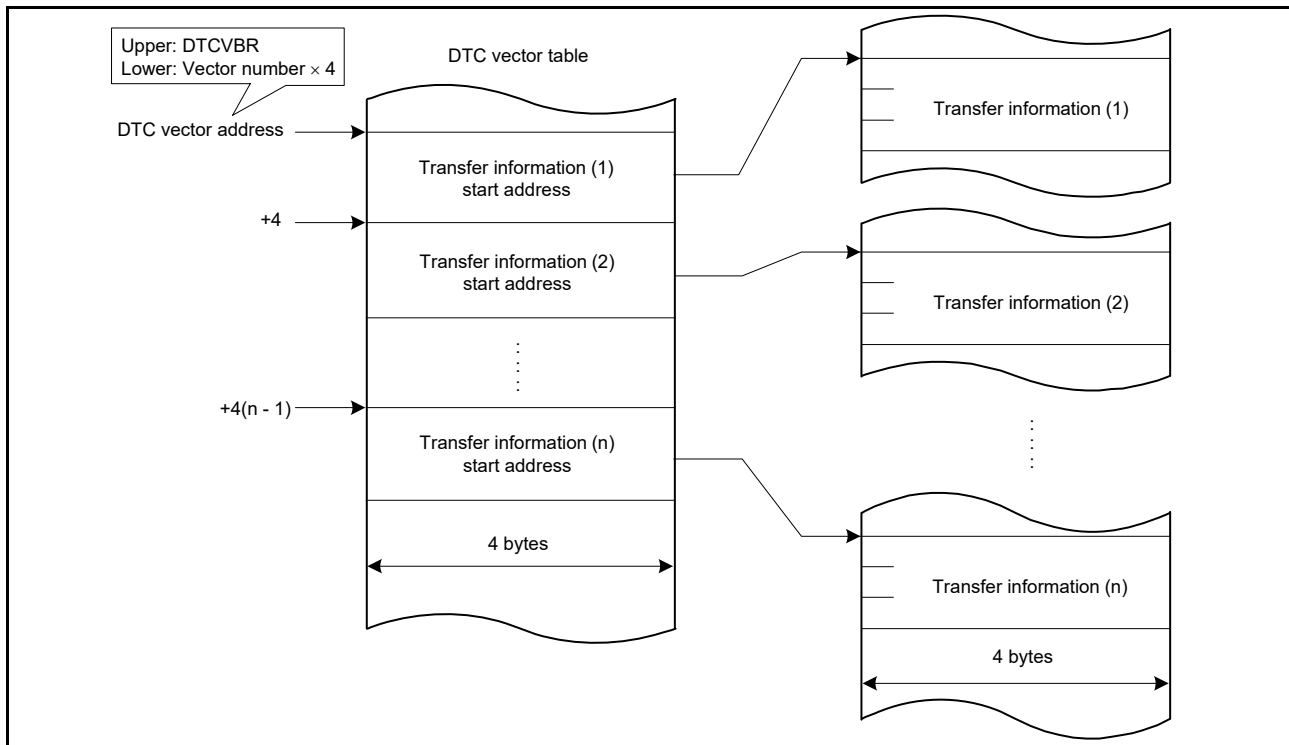 Upper: DTCVBR
Lower: Vector number × 4
DTC vector table
DTC vector address
Transfer information (1)
start address
+4
Transfer information (2)
start address
+4(n - 1)
Transfer information (n)
start address
4 bytes
Transfer information (1)
Transfer information (2)
Transfer information (n)
4 bytes